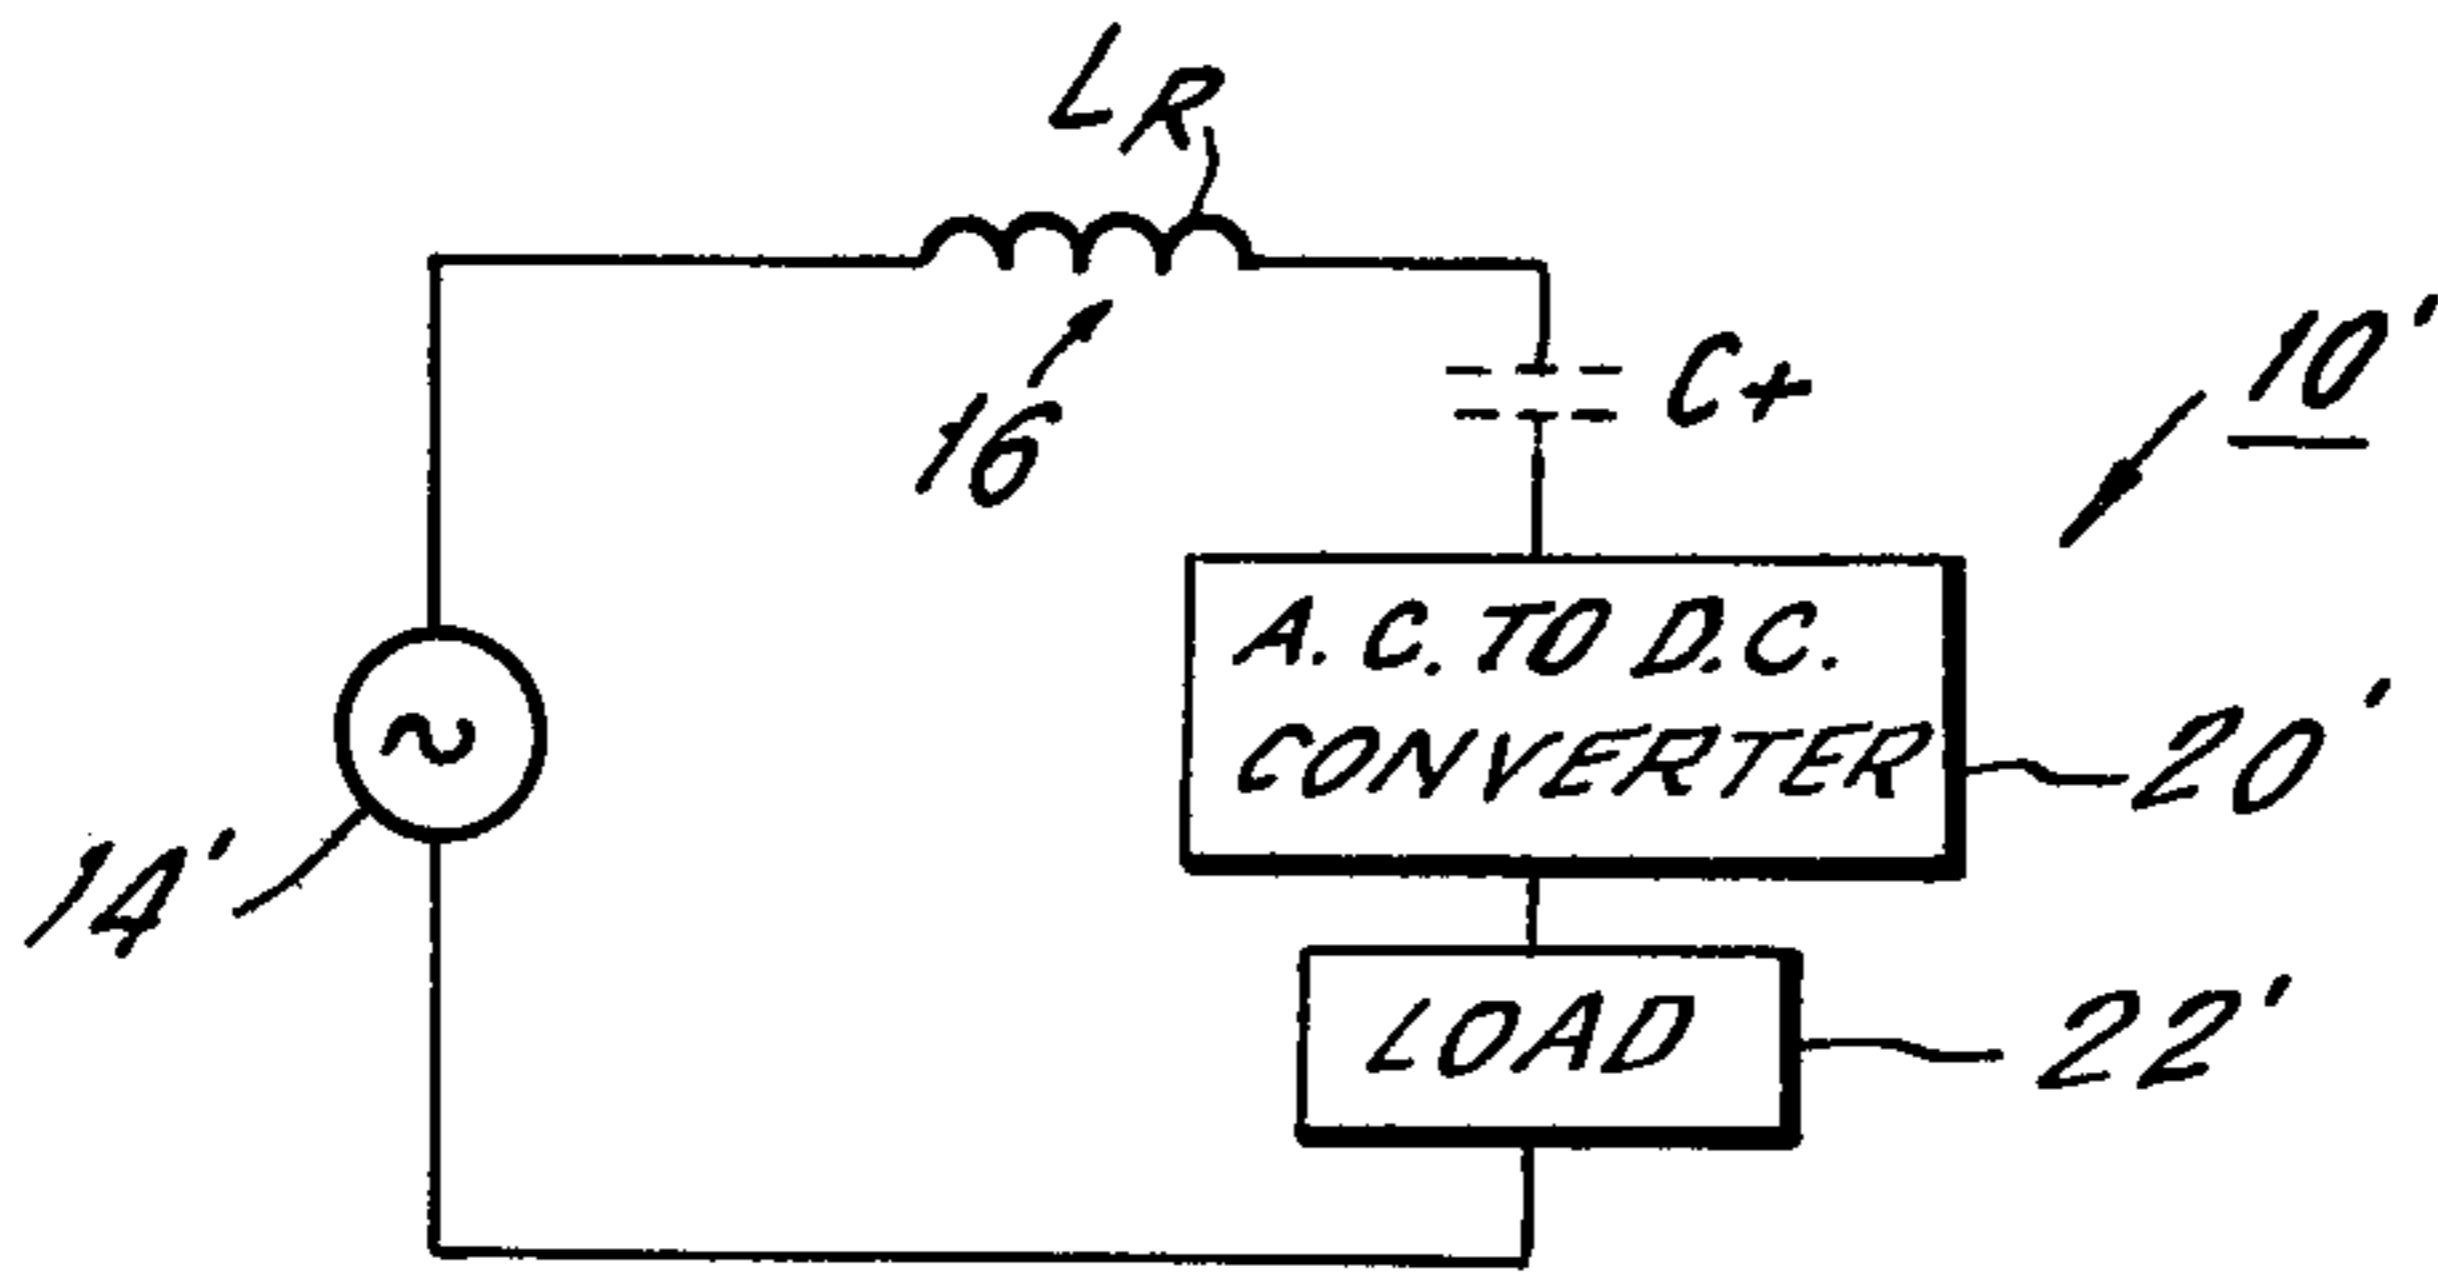 LR
16
C+
10'
A.C. TO D.C.
CONVERTER
20'
14'
LOAD
22'